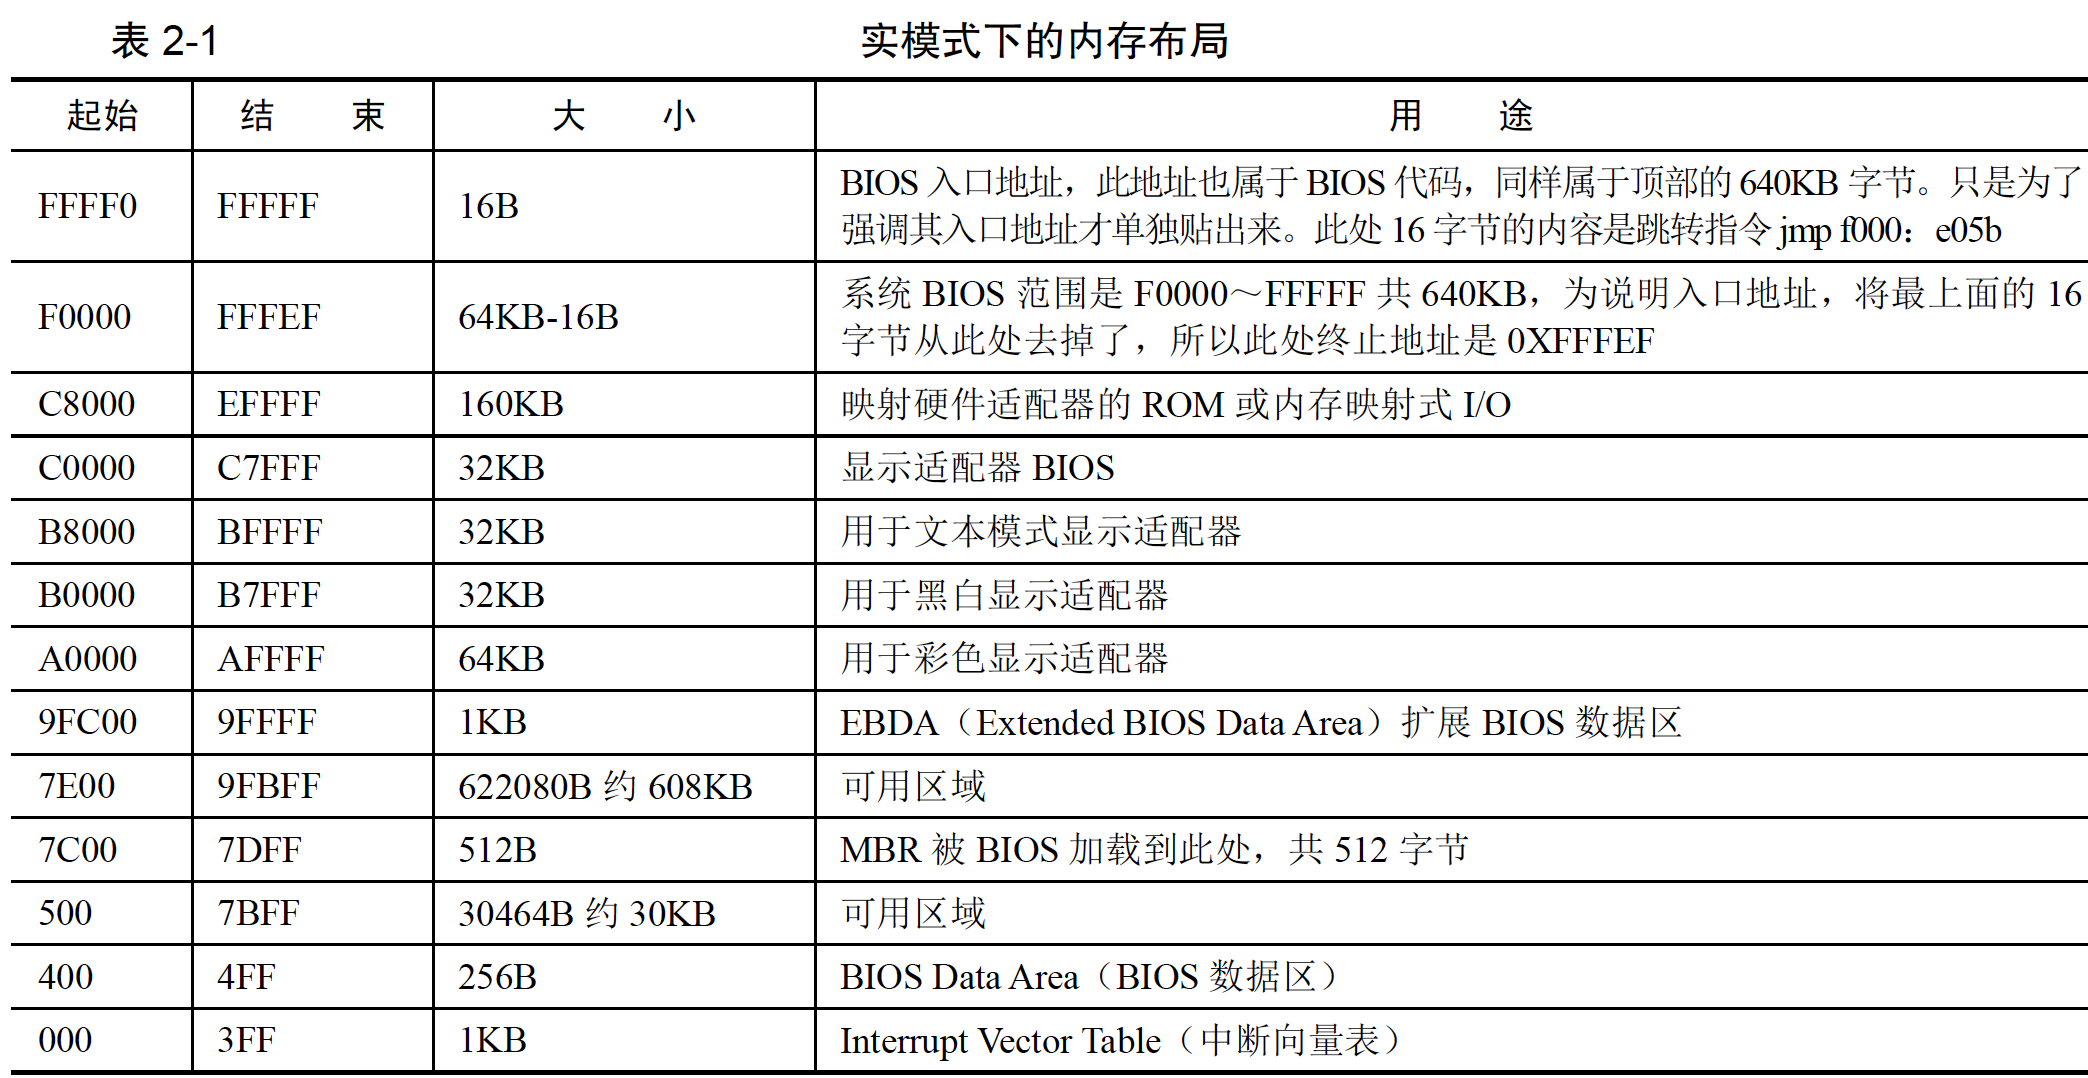 表 2-1 实模式下的内存布局
起始 结 束 大 小 用 途
FFFF0 FFFFF 16B BIOS 入口地址，此地址也属于 BIOS 代码，同样属于顶部的 640KB 字节。只是为了
强调其入口地址才单独贴出来。此处 16 字节的内容是跳转指令 jmp f000：e05b
F0000 FFFEF 64KB-16B 系统 BIOS 范围是 F0000～FFFFF 共 640KB，为说明入口地址，将最上面的 16
字节从此处去掉了，所以此处终止地址是 0XFFFEF
C8000 EFFFF 160KB 映射硬件适配器的 ROM 或内存映射式 I/O
C0000 C7FFF 32KB 显示适配器 BIOS
B8000 BFFFF 32KB 用于文本模式显示适配器
B0000 B7FFF 32KB 用于黑白显示适配器
A0000 AFFFF 64KB 用于彩色显示适配器
9FC00 9FFFF 1KB EBDA（Extended BIOS Data Area）扩展 BIOS 数据区
7E00 9FBFF 622080B 约 608KB 可用区域
7C00 7DFF 512B MBR 被 BIOS 加载到此处，共 512 字节
500 7BFF 30464B 约 30KB 可用区域
400 4FF 256B BIOS Data Area（BIOS 数据区）
000 3FF 1KB Interrupt Vector Table（中断向量表）